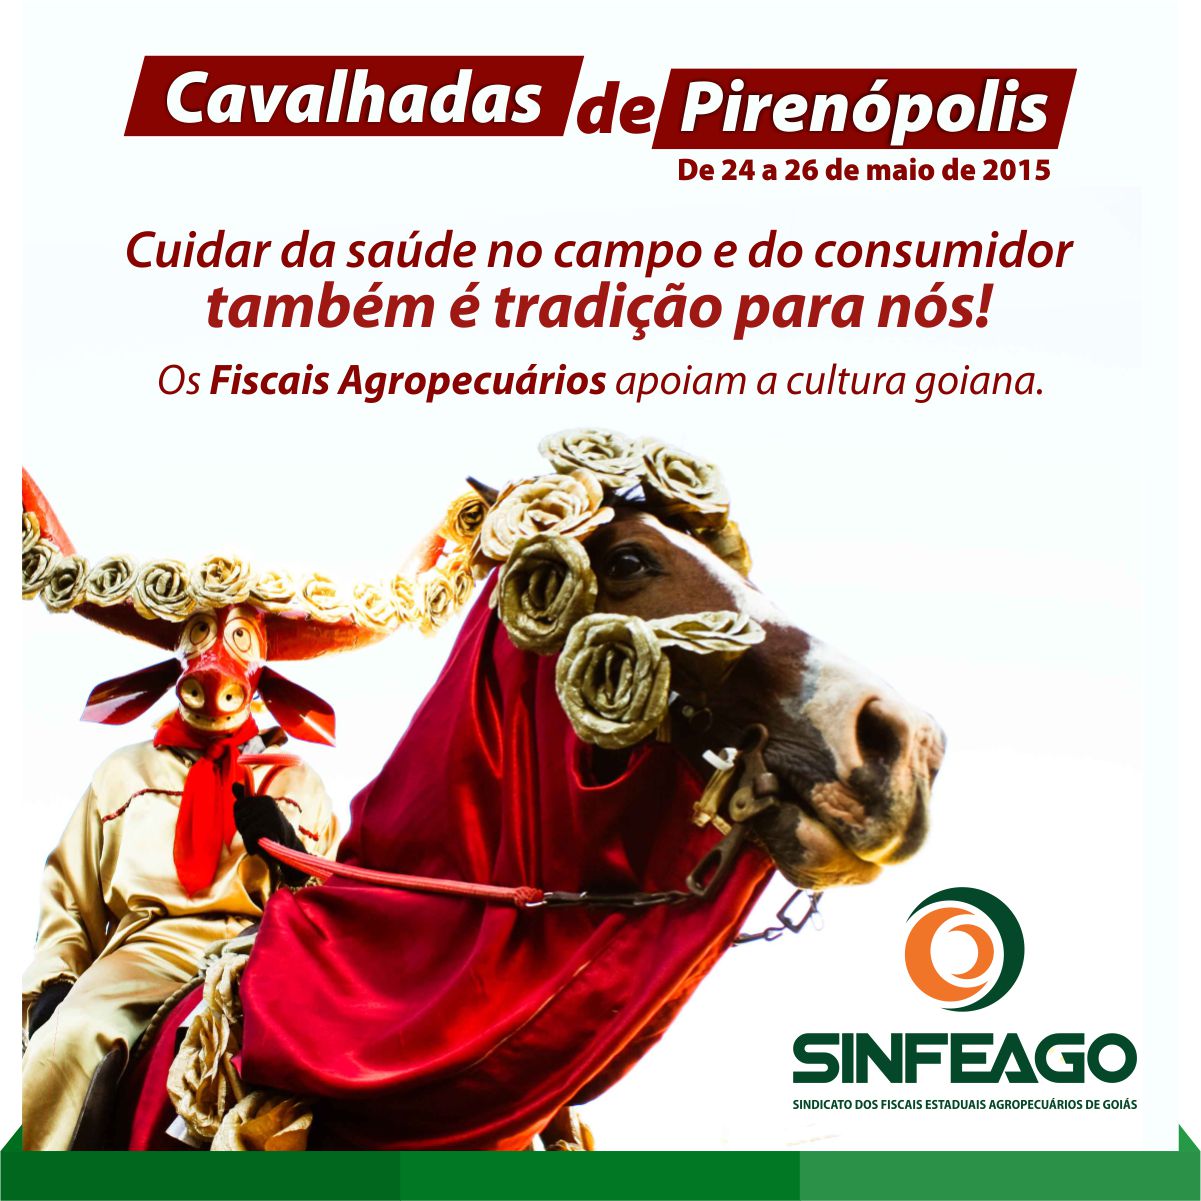 Cavalhadas de Pirenópolis
De 24 a 26 de maio de 2015
Cuidar da saúde no campo e do consumidor
também é tradição para nós!
Os Fiscais Agropecuários apoiam a cultura goiana.
SINFEAGO
SINDICATO DOS FISCAIS ESTADUAIS AGROPECUÁRIOS DE GOIÁS